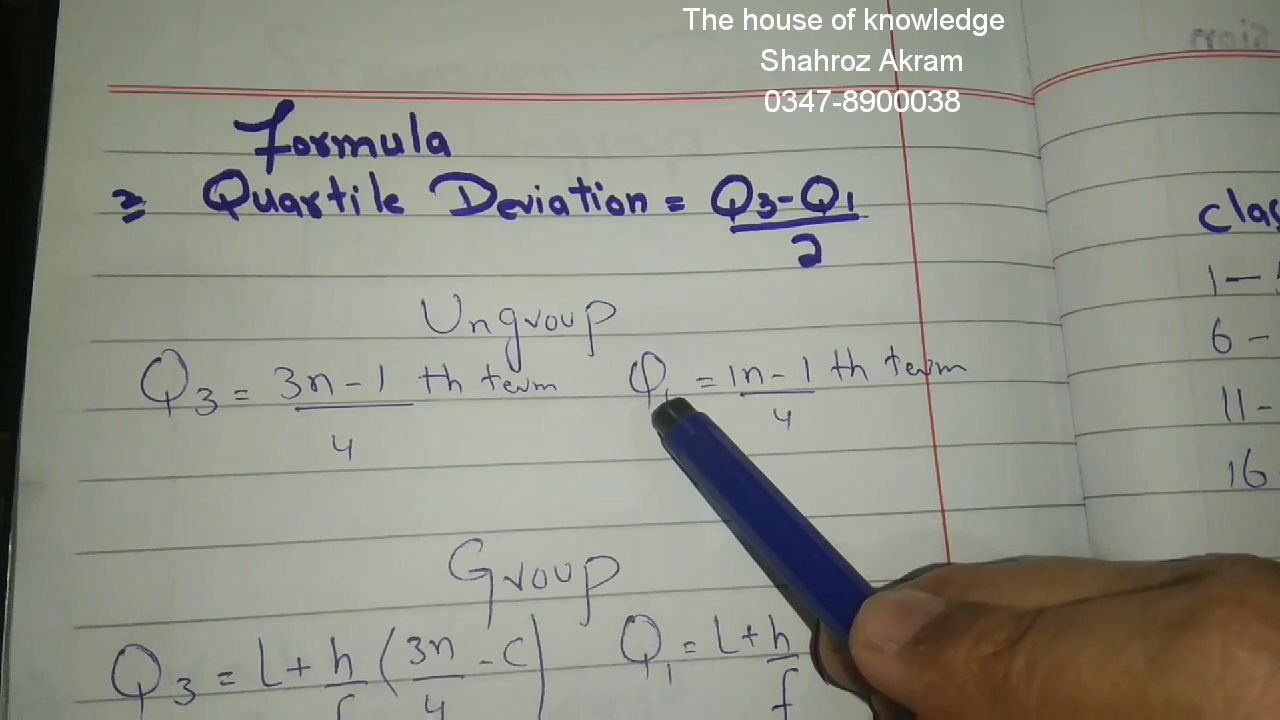 The house of knowledge
Shahroz Akram
0347-8900038
Formula
⇒ Quartile Deviation = Q3-Q1
2
Ungroup
Q3 = 3n-1 th term Q1 = 1n-1 th term
4 4
Group
Q3 = L+h (3n -C) Q1 = L+h
f 4 f
1-
6-
11-
16